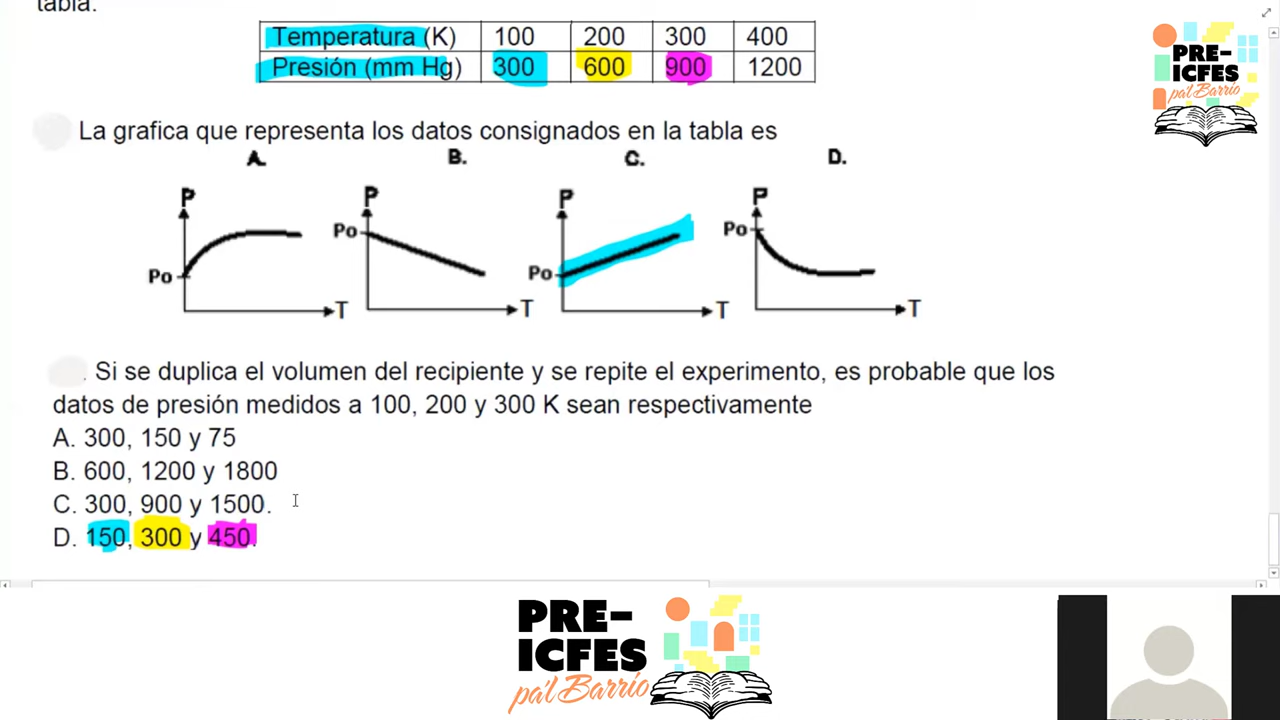 tabla.
Temperatura (K) 100 200 300 400
Presión (mm Hg) 300 600 900 1200
PRE-
ICFES
pa'l Barrio
La grafica que representa los datos consignados en la tabla es
A. B. C. D.
P P P P
Po Po Po Po
T T T T
. Si se duplica el volumen del recipiente y se repite el experimento, es probable que los
datos de presión medidos a 100, 200 y 300 K sean respectivamente
A. 300, 150 y 75
B. 600, 1200 y 1800
C. 300, 900 y 1500.
D. 150, 300 y 450.
PRE-
ICFES
pa'l Barrio